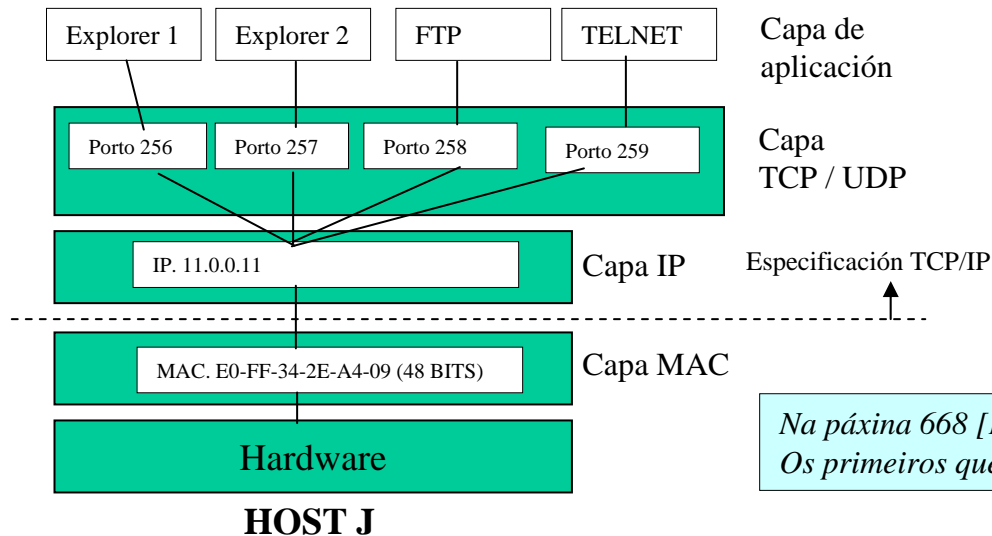 Explorer 1
Explorer 2
FTP
TELNET
Capa de
aplicación
Porto 256
Porto 257
Porto 258
Porto 259
Capa
TCP / UDP
IP. 11.0.0.11
Capa IP
Especificación TCP/IP
MAC. E0-FF-34-2E-A4-09 (48 BITS)
Capa MAC
Hardware
Na páxina 668 [
Os primeiros que
HOST J